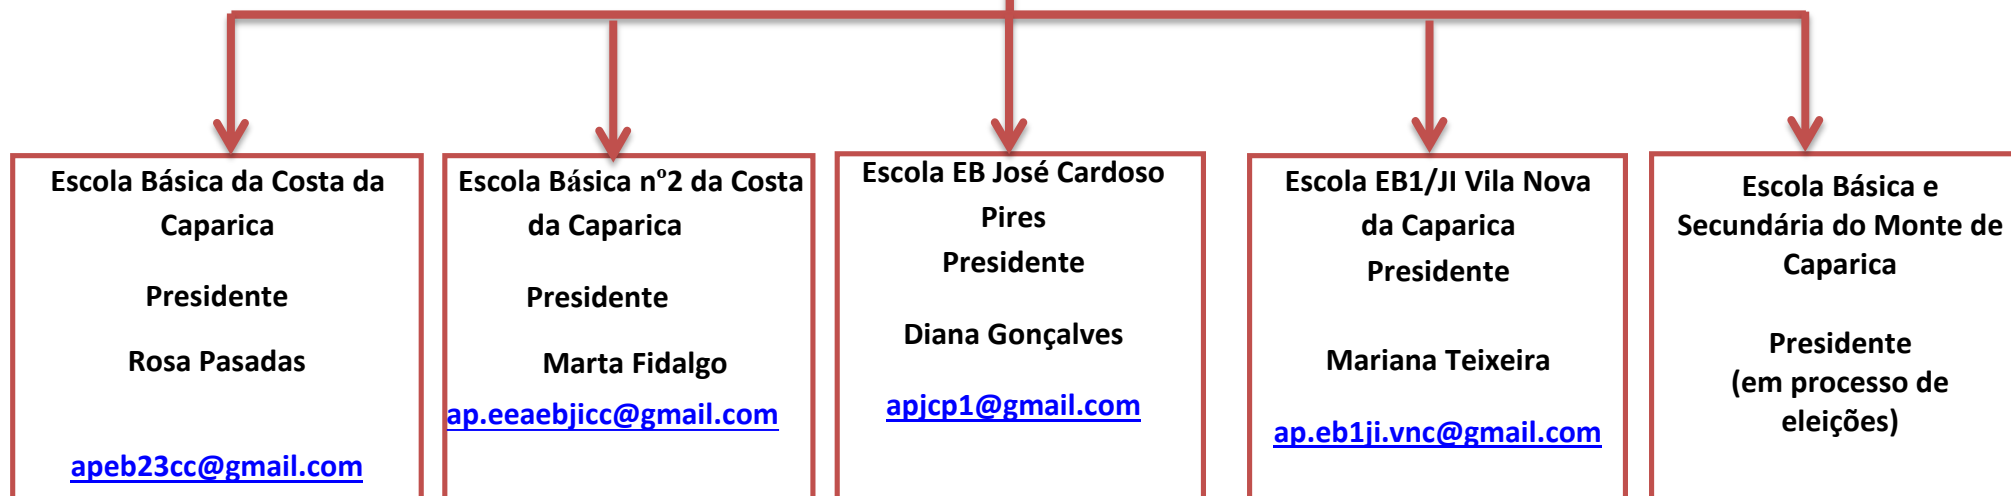 Escola Básica da Costa da
Caparica
Presidente
Rosa Pasadas
apeb23cc@gmail.com
Escola Básica nº2 da Costa
da Caparica
Presidente
Marta Fidalgo
ap.eeaebjicc@gmail.com
Escola EB José Cardoso
Pires
Presidente
Diana Gonçalves
apjcp1@gmail.com
Escola EB1/JI Vila Nova
da Caparica
Presidente
Mariana Teixeira
ap.eb1ji.vnc@gmail.com
Escola Básica e
Secundária do Monte de
Caparica
Presidente
(em processo de
eleições)